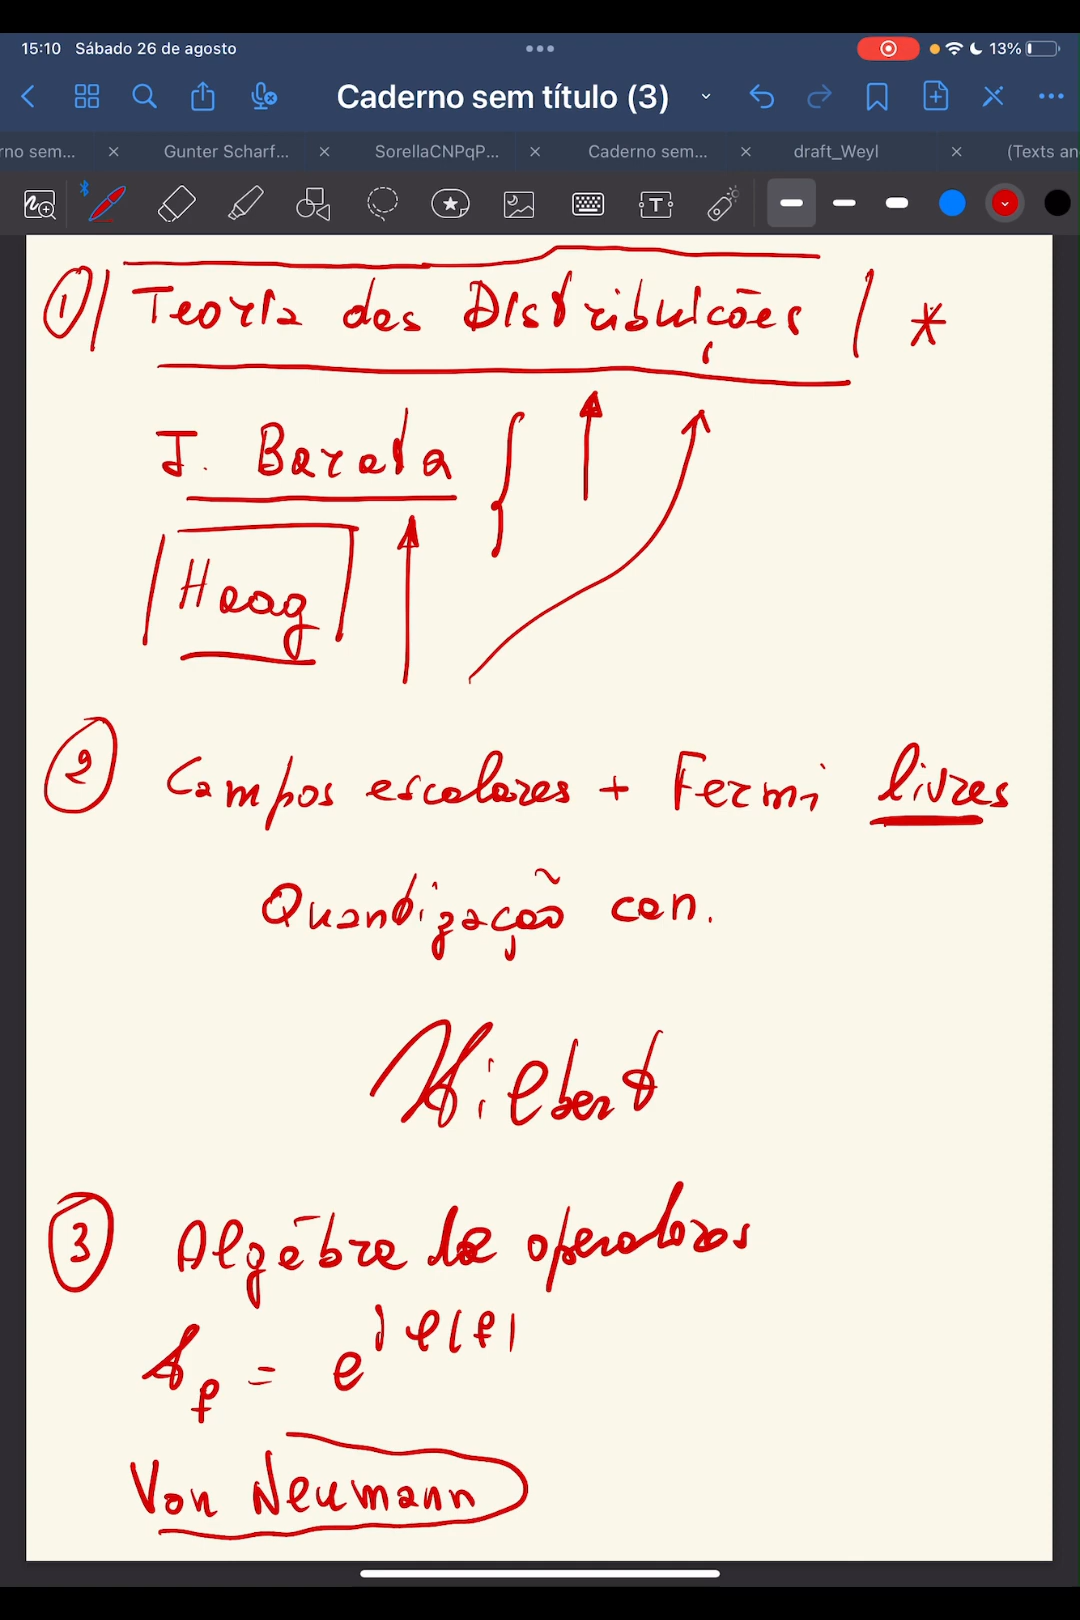 15:10 Sábado 26 de agosto 13%
Caderno sem título (3)
rno sem... Gunter Scharf... SorellaCNPqP... Caderno sem... draft_Weyl (Texts an
1 Teoria das Distribuições *
J. Barata
Haag
2 Campos escalares + Fermi livres
Quantização can.
Hilbert
3 Algébra de operadores
= e
Von Neumann